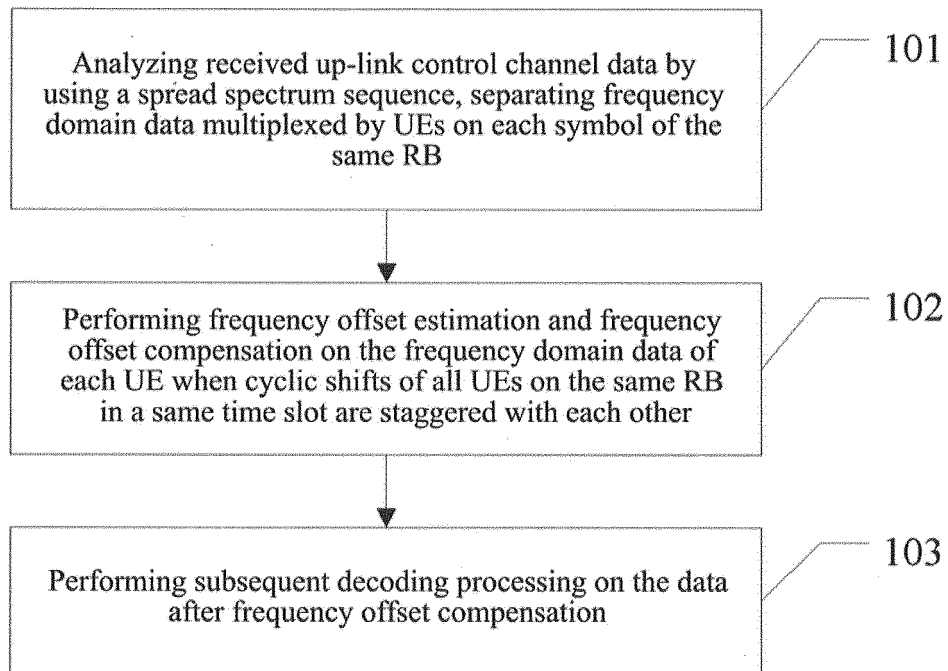 Analyzing received up-link control channel data by
using a spread spectrum sequence, separating frequency
domain data multiplexed by UEs on each symbol of the
same RB
101
Performing frequency offset estimation and frequency
offset compensation on the frequency domain data of
each UE when cyclic shifts of all UEs on the same RB
in a same time slot are staggered with each other
102
Performing subsequent decoding processing on the data
after frequency offset compensation
103